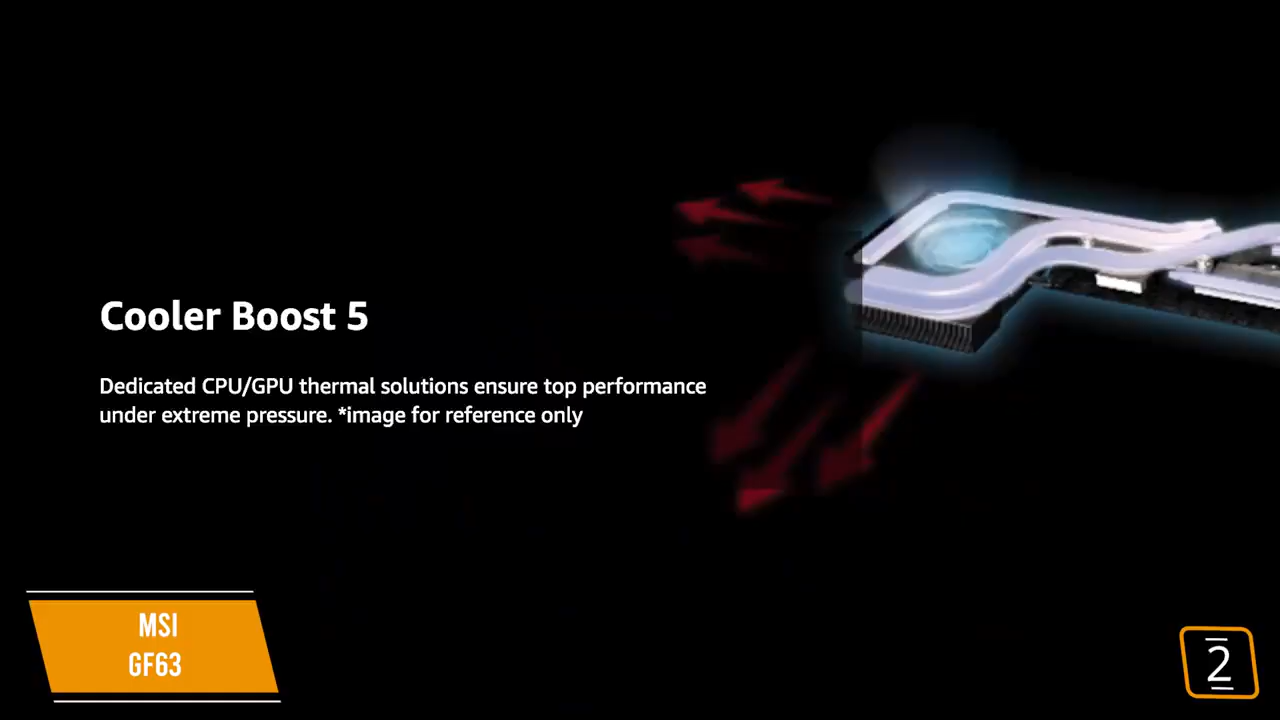 Cooler Boost 5
Dedicated CPU/GPU thermal solutions ensure top performance
under extreme pressure. *image for reference only
MSI
GF63
2